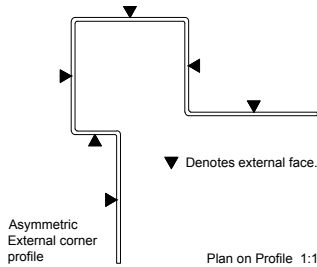 Denotes external face.
Asymmetric
External corner
profile
Plan on Profile 1:1